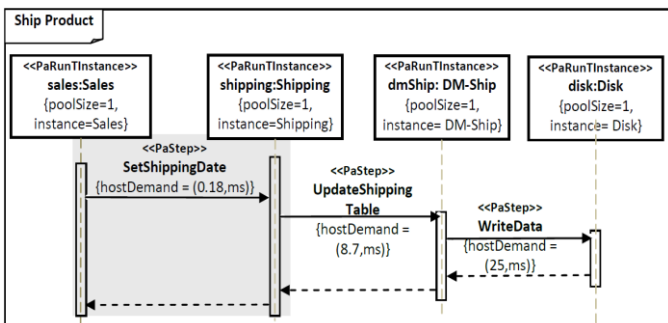 Ship Product
<<PaRunTInstance>>
sales:Sales
{poolSize=1,
instance=Sales}
<<PaRunTInstance>>
shipping:Shipping
{poolSize=1,
instance=Shipping}
<<PaRunTInstance>>
dmShip: DM-Ship
{poolSize=1,
instance= DM-Ship}
<<PaRunTInstance>>
disk:Disk
{poolSize=1,
instance= Disk}
<<PaStep>>
SetShippingDate
{hostDemand = (0.18,ms)}
<<PaStep>>
UpdateShipping
Table
{hostDemand =
(8.7,ms)}
<<PaStep>>
WriteData
{hostDemand =
(25,ms)}